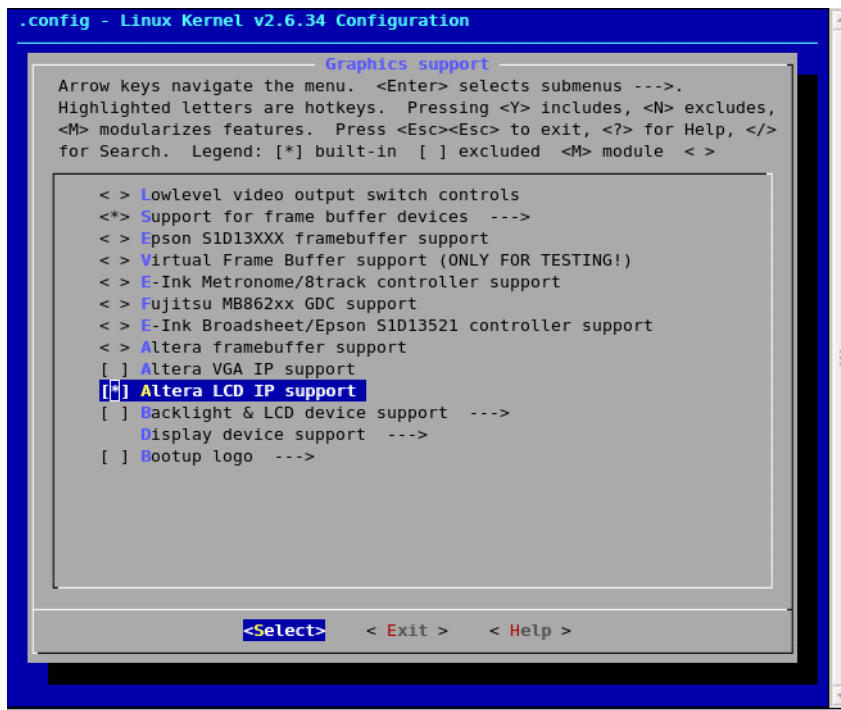 .config - Linux Kernel v2.6.34 Configuration
Graphics support
Arrow keys navigate the menu.  <Enter> selects submenus --->.
Highlighted letters are hotkeys.  Pressing <Y> includes, <N> excludes,
<M> modularizes features.  Press <Esc><Esc> to exit, <?> for Help, </>
for Search.  Legend: [*] built-in  [ ] excluded  <M> module  < >
< > Lowlevel video output switch controls
<*> Support for frame buffer devices  --->
< > Epson S1D13XXX framebuffer support
< > Virtual Frame Buffer support (ONLY FOR TESTING!)
< > E-Ink Metronome/8track controller support
< > Fujitsu MB862xx GDC support
< > E-Ink Broadsheet/Epson S1D13521 controller support
< > Altera framebuffer support
[ ] Altera VGA IP support
[*] Altera LCD IP support
[ ] Backlight & LCD device support  --->
Display device support  --->
[ ] Bootup logo  --->
<Select>    < Exit >    < Help >